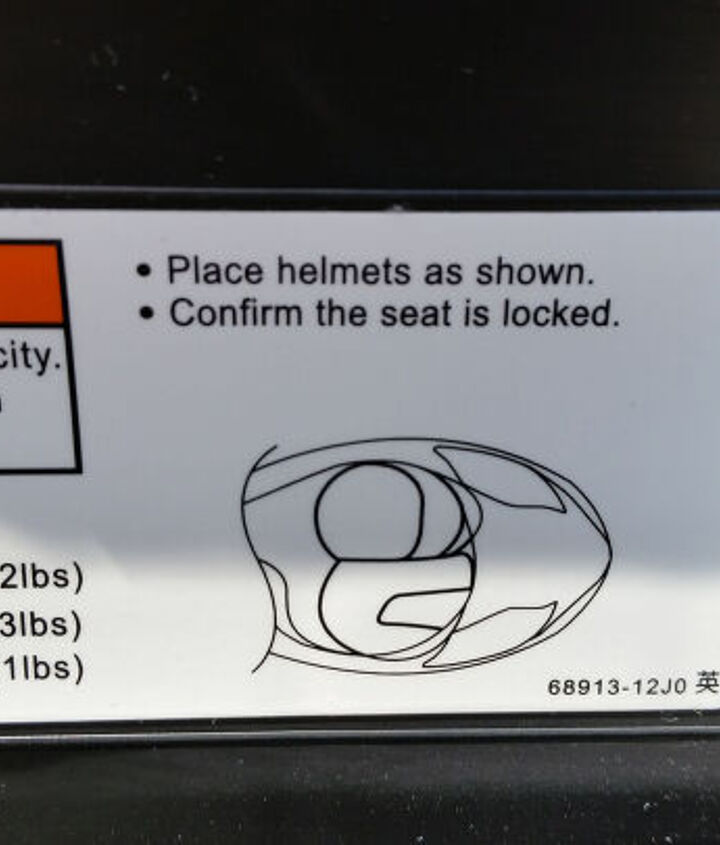 • Place helmets as shown.
• Confirm the seat is locked.
city.
2lbs)
3lbs)
1lbs)
68913-12J0 英